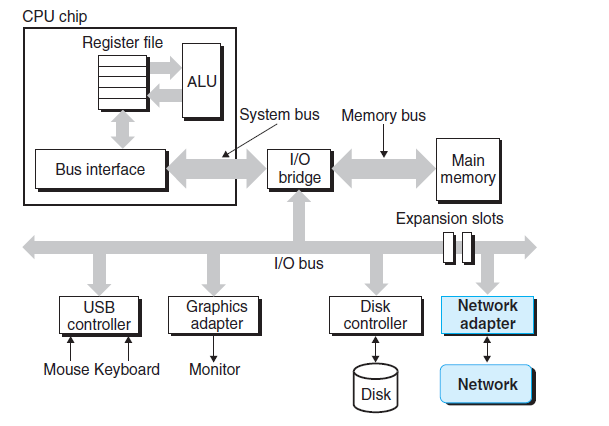 CPU chip
Register file
ALU
System bus
Memory bus
Bus interface
I/O
bridge
Main
memory
Expansion slots
I/O bus
USB
controller
Graphics
adapter
Disk
controller
Network
adapter
Mouse Keyboard
Monitor
Disk
Network